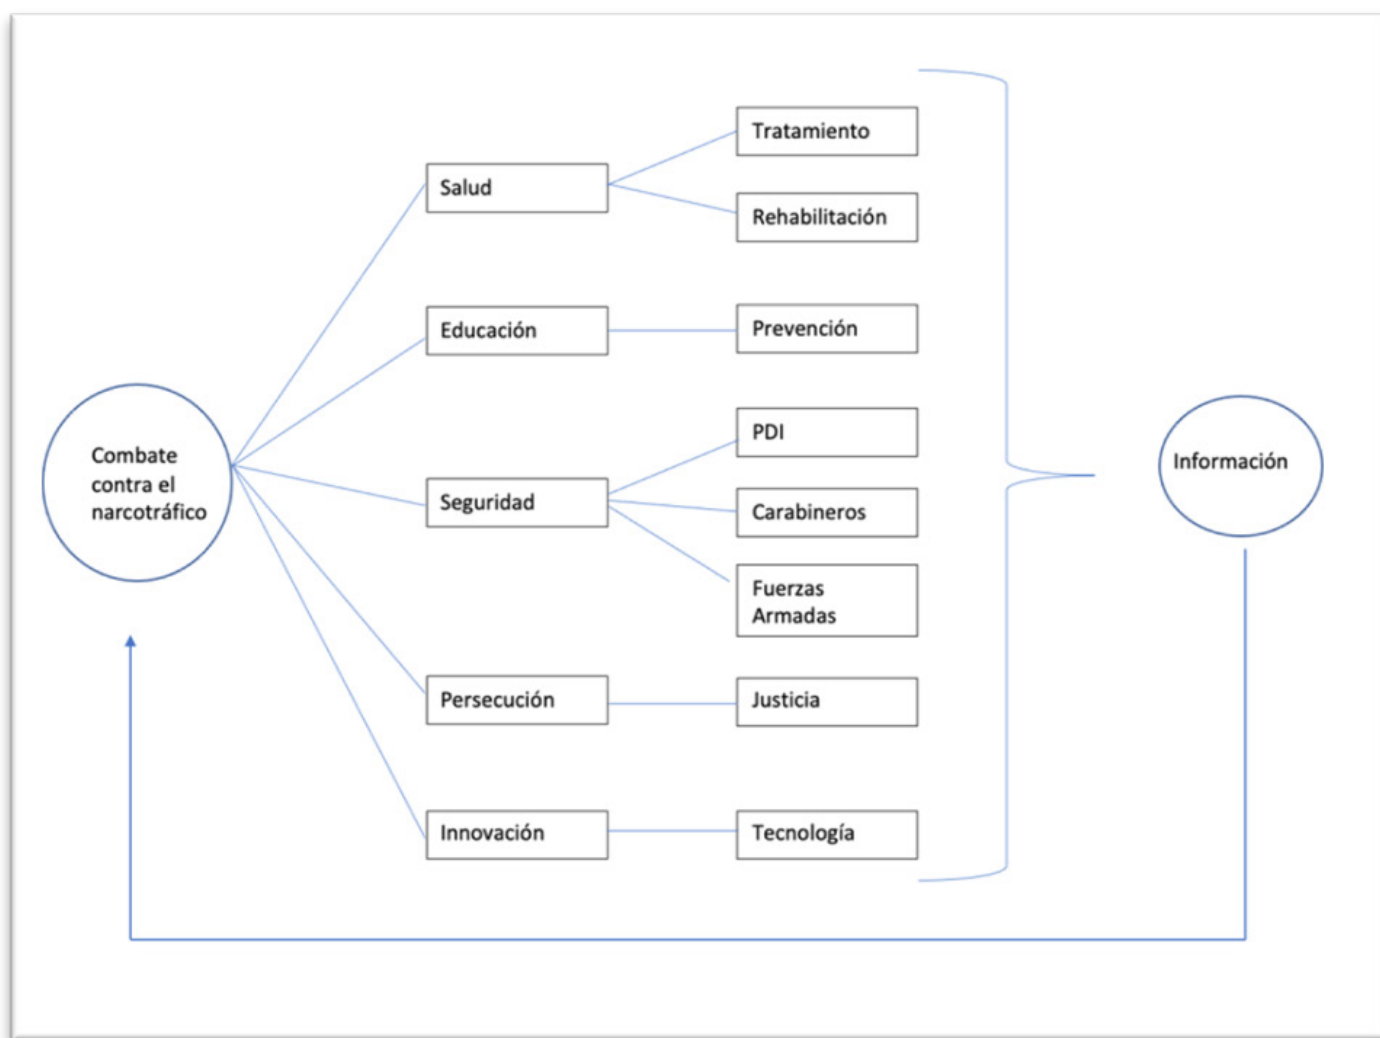 Combate
contra el
narcotráfico
Salud
Educación
Seguridad
Persecución
Innovación
Tratamiento
Rehabilitación
Prevención
PDI
Carabineros
Fuerzas
Armadas
Justicia
Tecnología
Información